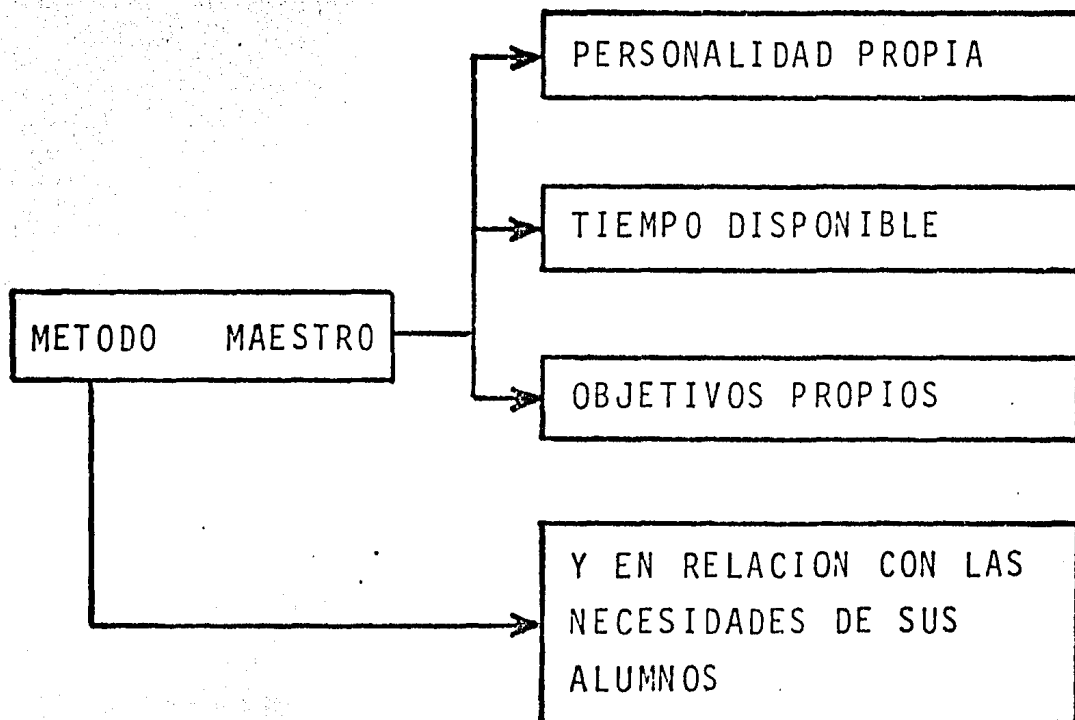 PERSONALIDAD PROPIA
TIEMPO DISPONIBLE
METODO MAESTRO
OBJETIVOS PROPIOS
Y EN RELACION CON LAS
NECESIDADES DE SUS
ALUMNOS